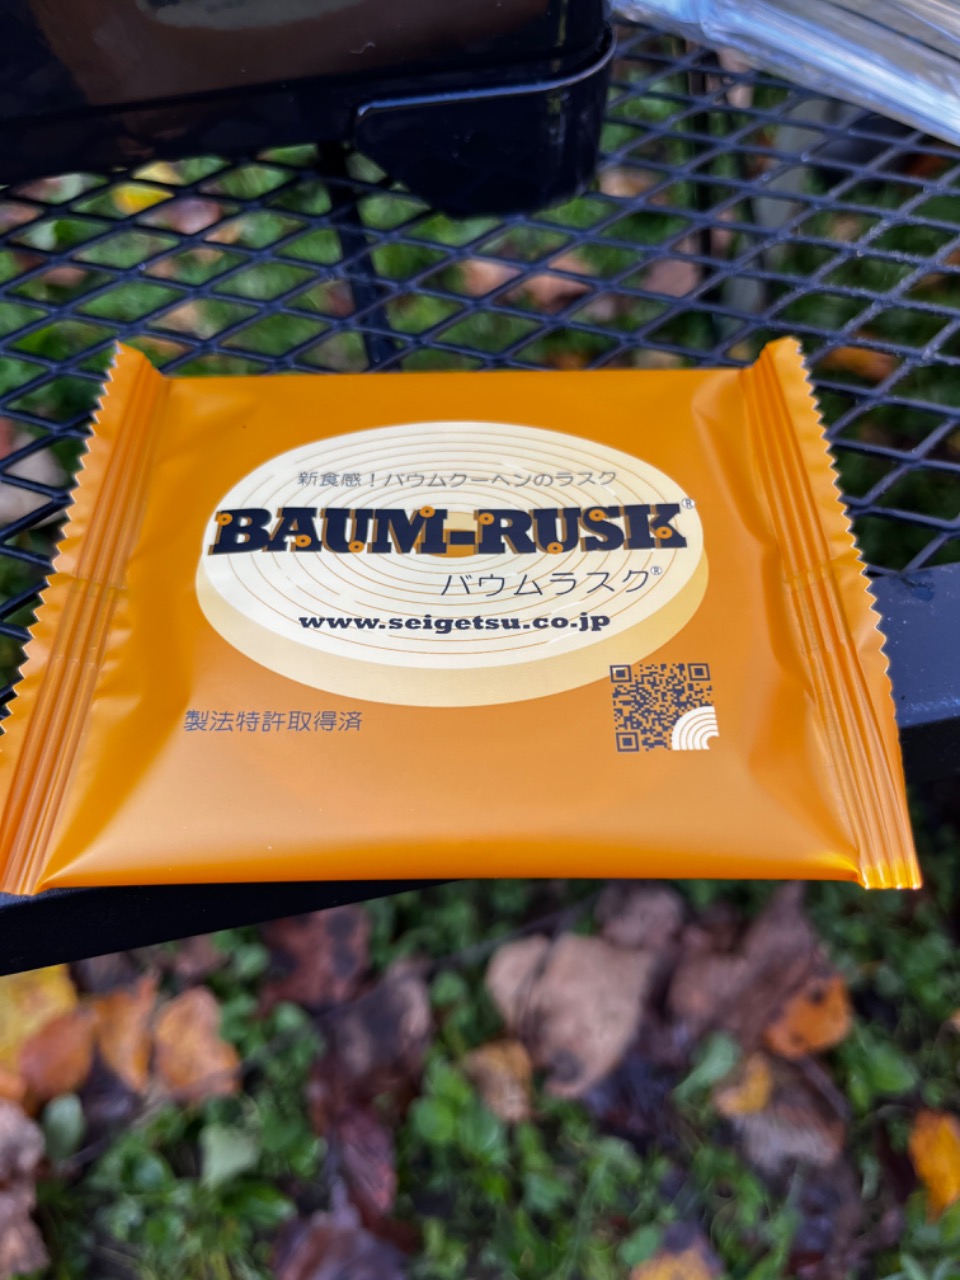 新食感！バウムクーヘンのラスク
BAUM-RUSK®
バウムラスク®
www.seigetsu.co.jp
製法特許取得済